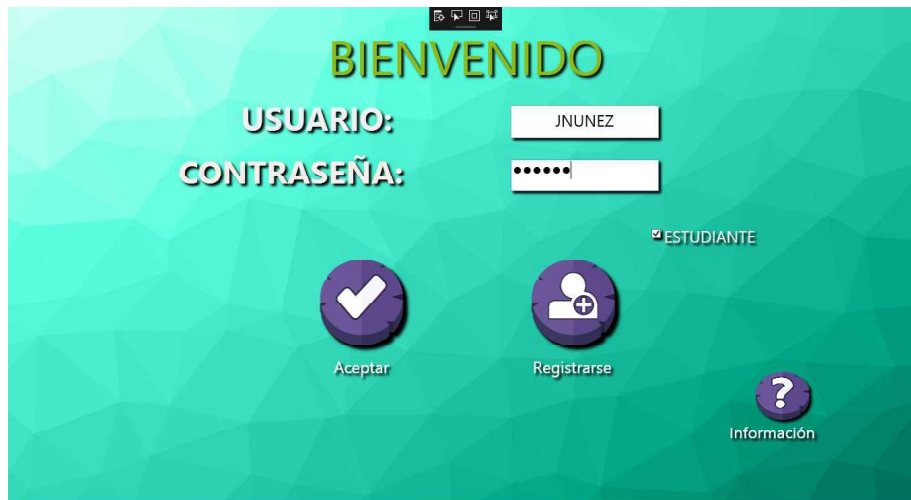 BIENVENIDO
USUARIO: JNUNEZ
CONTRASEÑA: ••••••
ESTUDIANTE
Aceptar Registrarse
Información